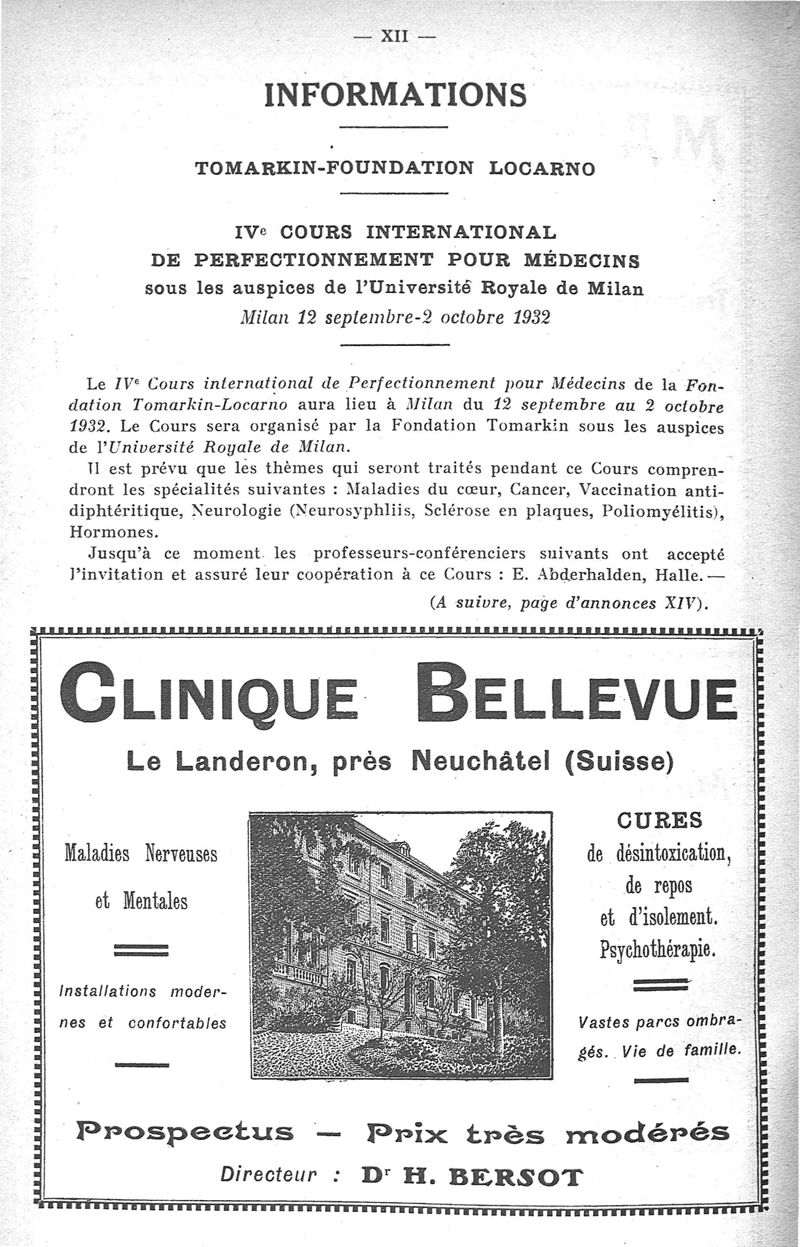 — XII —
INFORMATIONS
TOMARKIN-FOUNDATION LOCARNO
IVe COURS INTERNATIONAL
DE PERFECTIONNEMENT POUR MÉDECINS
sous les auspices de l'Université Royale de Milan
Milan 12 septembre-2 octobre 1932
Le IVe Cours international de Perfectionnement pour Médecins de la Fon-
dation Tomarkin-Locarno aura lieu à Milan du 12 septembre au 2 octobre
1932. Le Cours sera organisé par la Fondation Tomarkin sous les auspices
de l'Université Royale de Milan.
Il est prévu que les thèmes qui seront traités pendant ce Cours compren-
dront les spécialités suivantes : Maladies du cœur, Cancer, Vaccination anti-
diphtéritique, Neurologie (Neurosyphliis, Sclérose en plaques, Poliomyélitis),
Hormones.
Jusqu'à ce moment les professeurs-conférenciers suivants ont accepté
l'invitation et assuré leur coopération à ce Cours : E. Abderhalden, Halle. —
(A suivre, page d'annonces XIV).
CLINIQUE BELLEVUE
Le Landeron, près Neuchâtel (Suisse)
Maladies Nerveuses
et Mentales
Installations moder-
nes et confortables
CURES
de désintoxication,
de repos
et d'isolement.
Psychothérapie.
Vastes parcs ombra-
gés. Vie de famille.
Prospectus — Prix très modérés
Directeur : Dr H. BERSOT